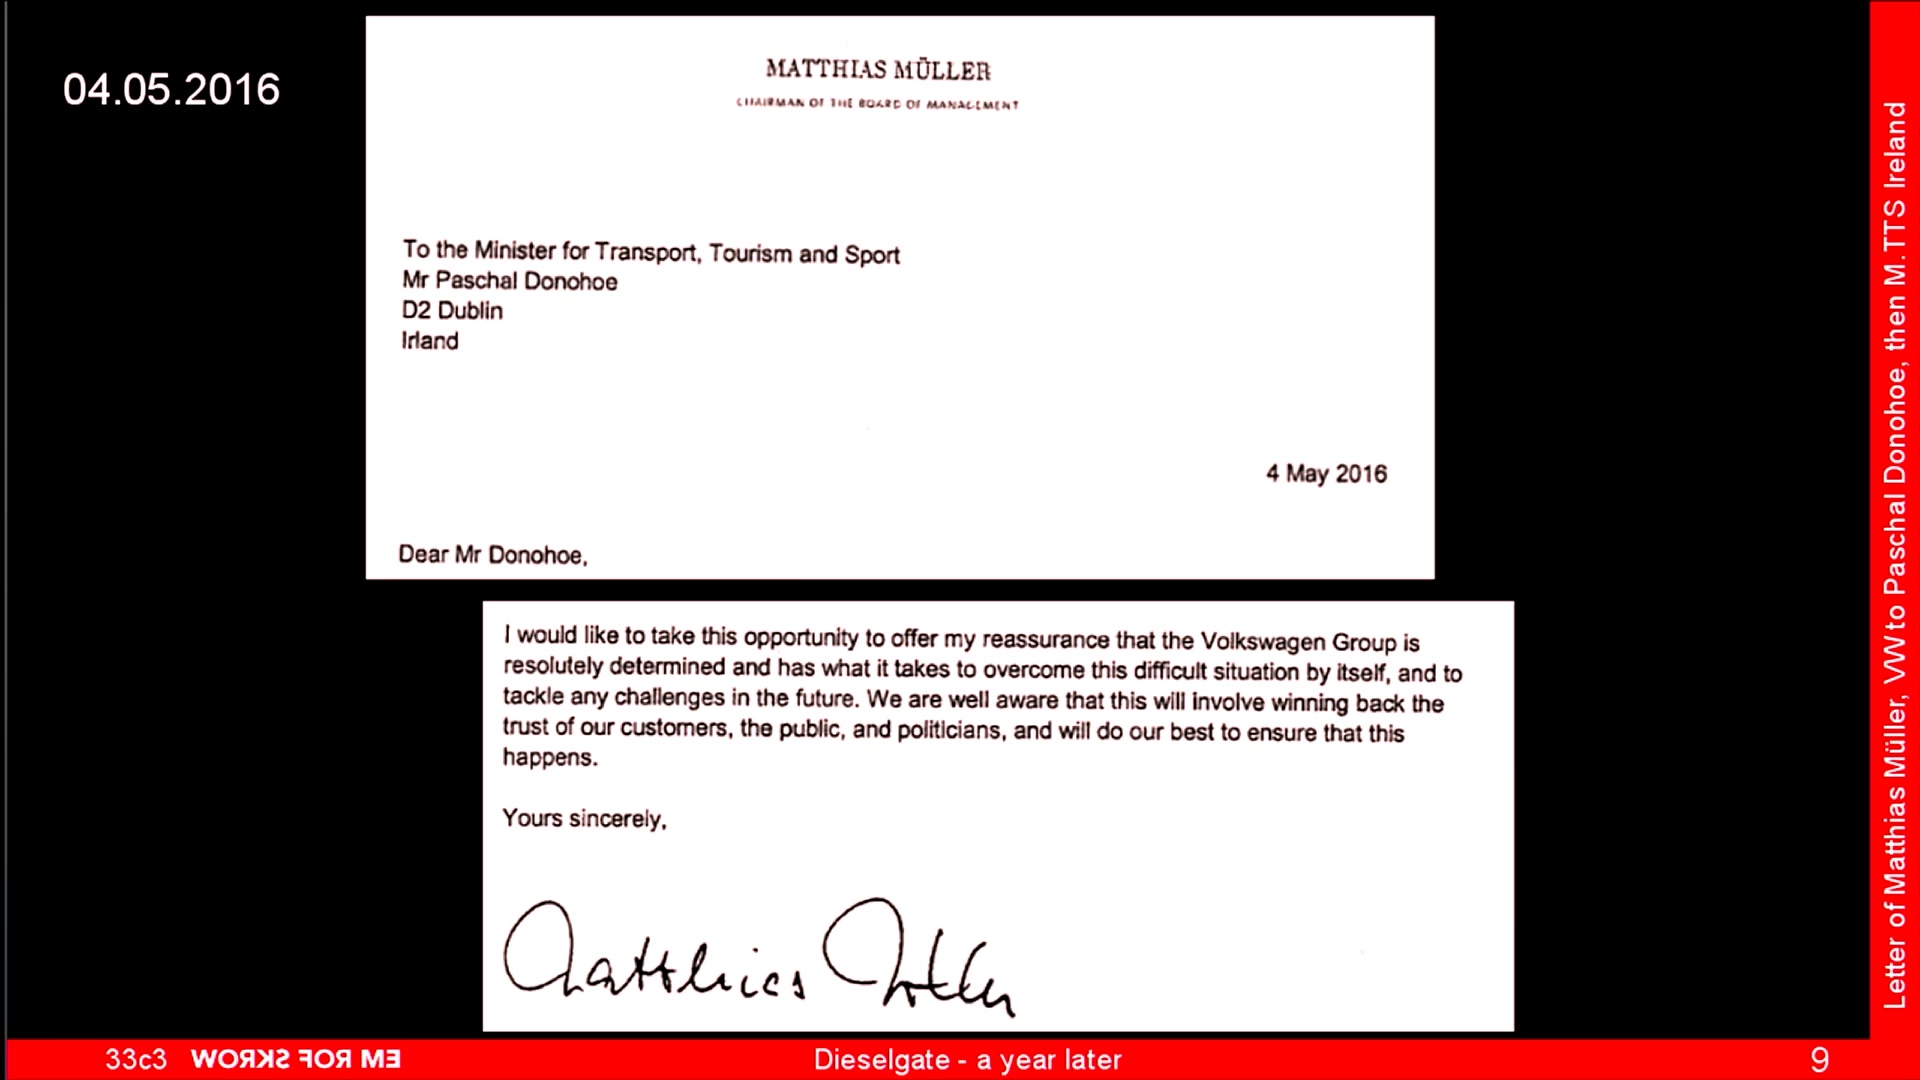 04.05.2016
MATTHIAS MÜLLER
CHAIRMAN OF THE BOARD OF MANAGEMENT
To the Minister for Transport, Tourism and Sport
Mr Paschal Donohoe
D2 Dublin
Irland
4 May 2016
Dear Mr Donohoe,
I would like to take this opportunity to offer my reassurance that the Volkswagen Group is
resolutely determined and has what it takes to overcome this difficult situation by itself, and to
tackle any challenges in the future. We are well aware that this will involve winning back the
trust of our customers, the public, and politicians, and will do our best to ensure that this
happens.
Yours sincerely,
Matthias Müller
Letter of Matthias Müller, VW to Paschal Donohoe, then M.TTS Ireland
33c3 WORKS FOR ME
Dieselgate - a year later
9